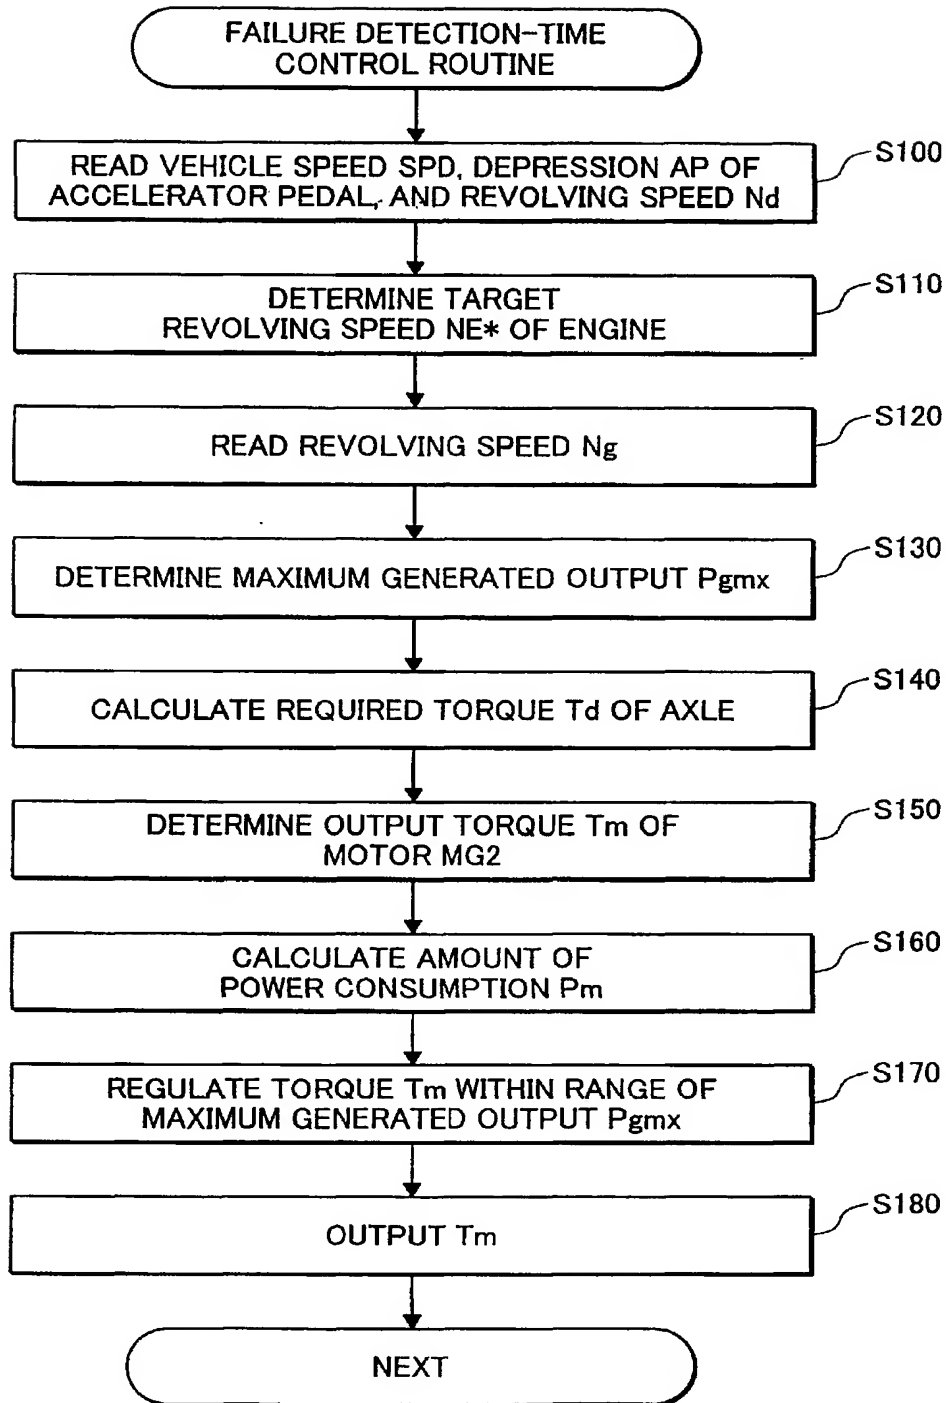 FAILURE DETECTION-TIME
CONTROL ROUTINE
READ VEHICLE SPEED SPD, DEPRESSION AP OF
ACCELERATOR PEDAL, AND REVOLVING SPEED Nd
S100
DETERMINE TARGET
REVOLVING SPEED NE* OF ENGINE
S110
READ REVOLVING SPEED Ng
S120
DETERMINE MAXIMUM GENERATED OUTPUT Pgmx
S130
CALCULATE REQUIRED TORQUE Td OF AXLE
S140
DETERMINE OUTPUT TORQUE Tm OF
MOTOR MG2
S150
CALCULATE AMOUNT OF
POWER CONSUMPTION Pm
S160
REGULATE TORQUE Tm WITHIN RANGE OF
MAXIMUM GENERATED OUTPUT Pgmx
S170
OUTPUT Tm
S180
NEXT